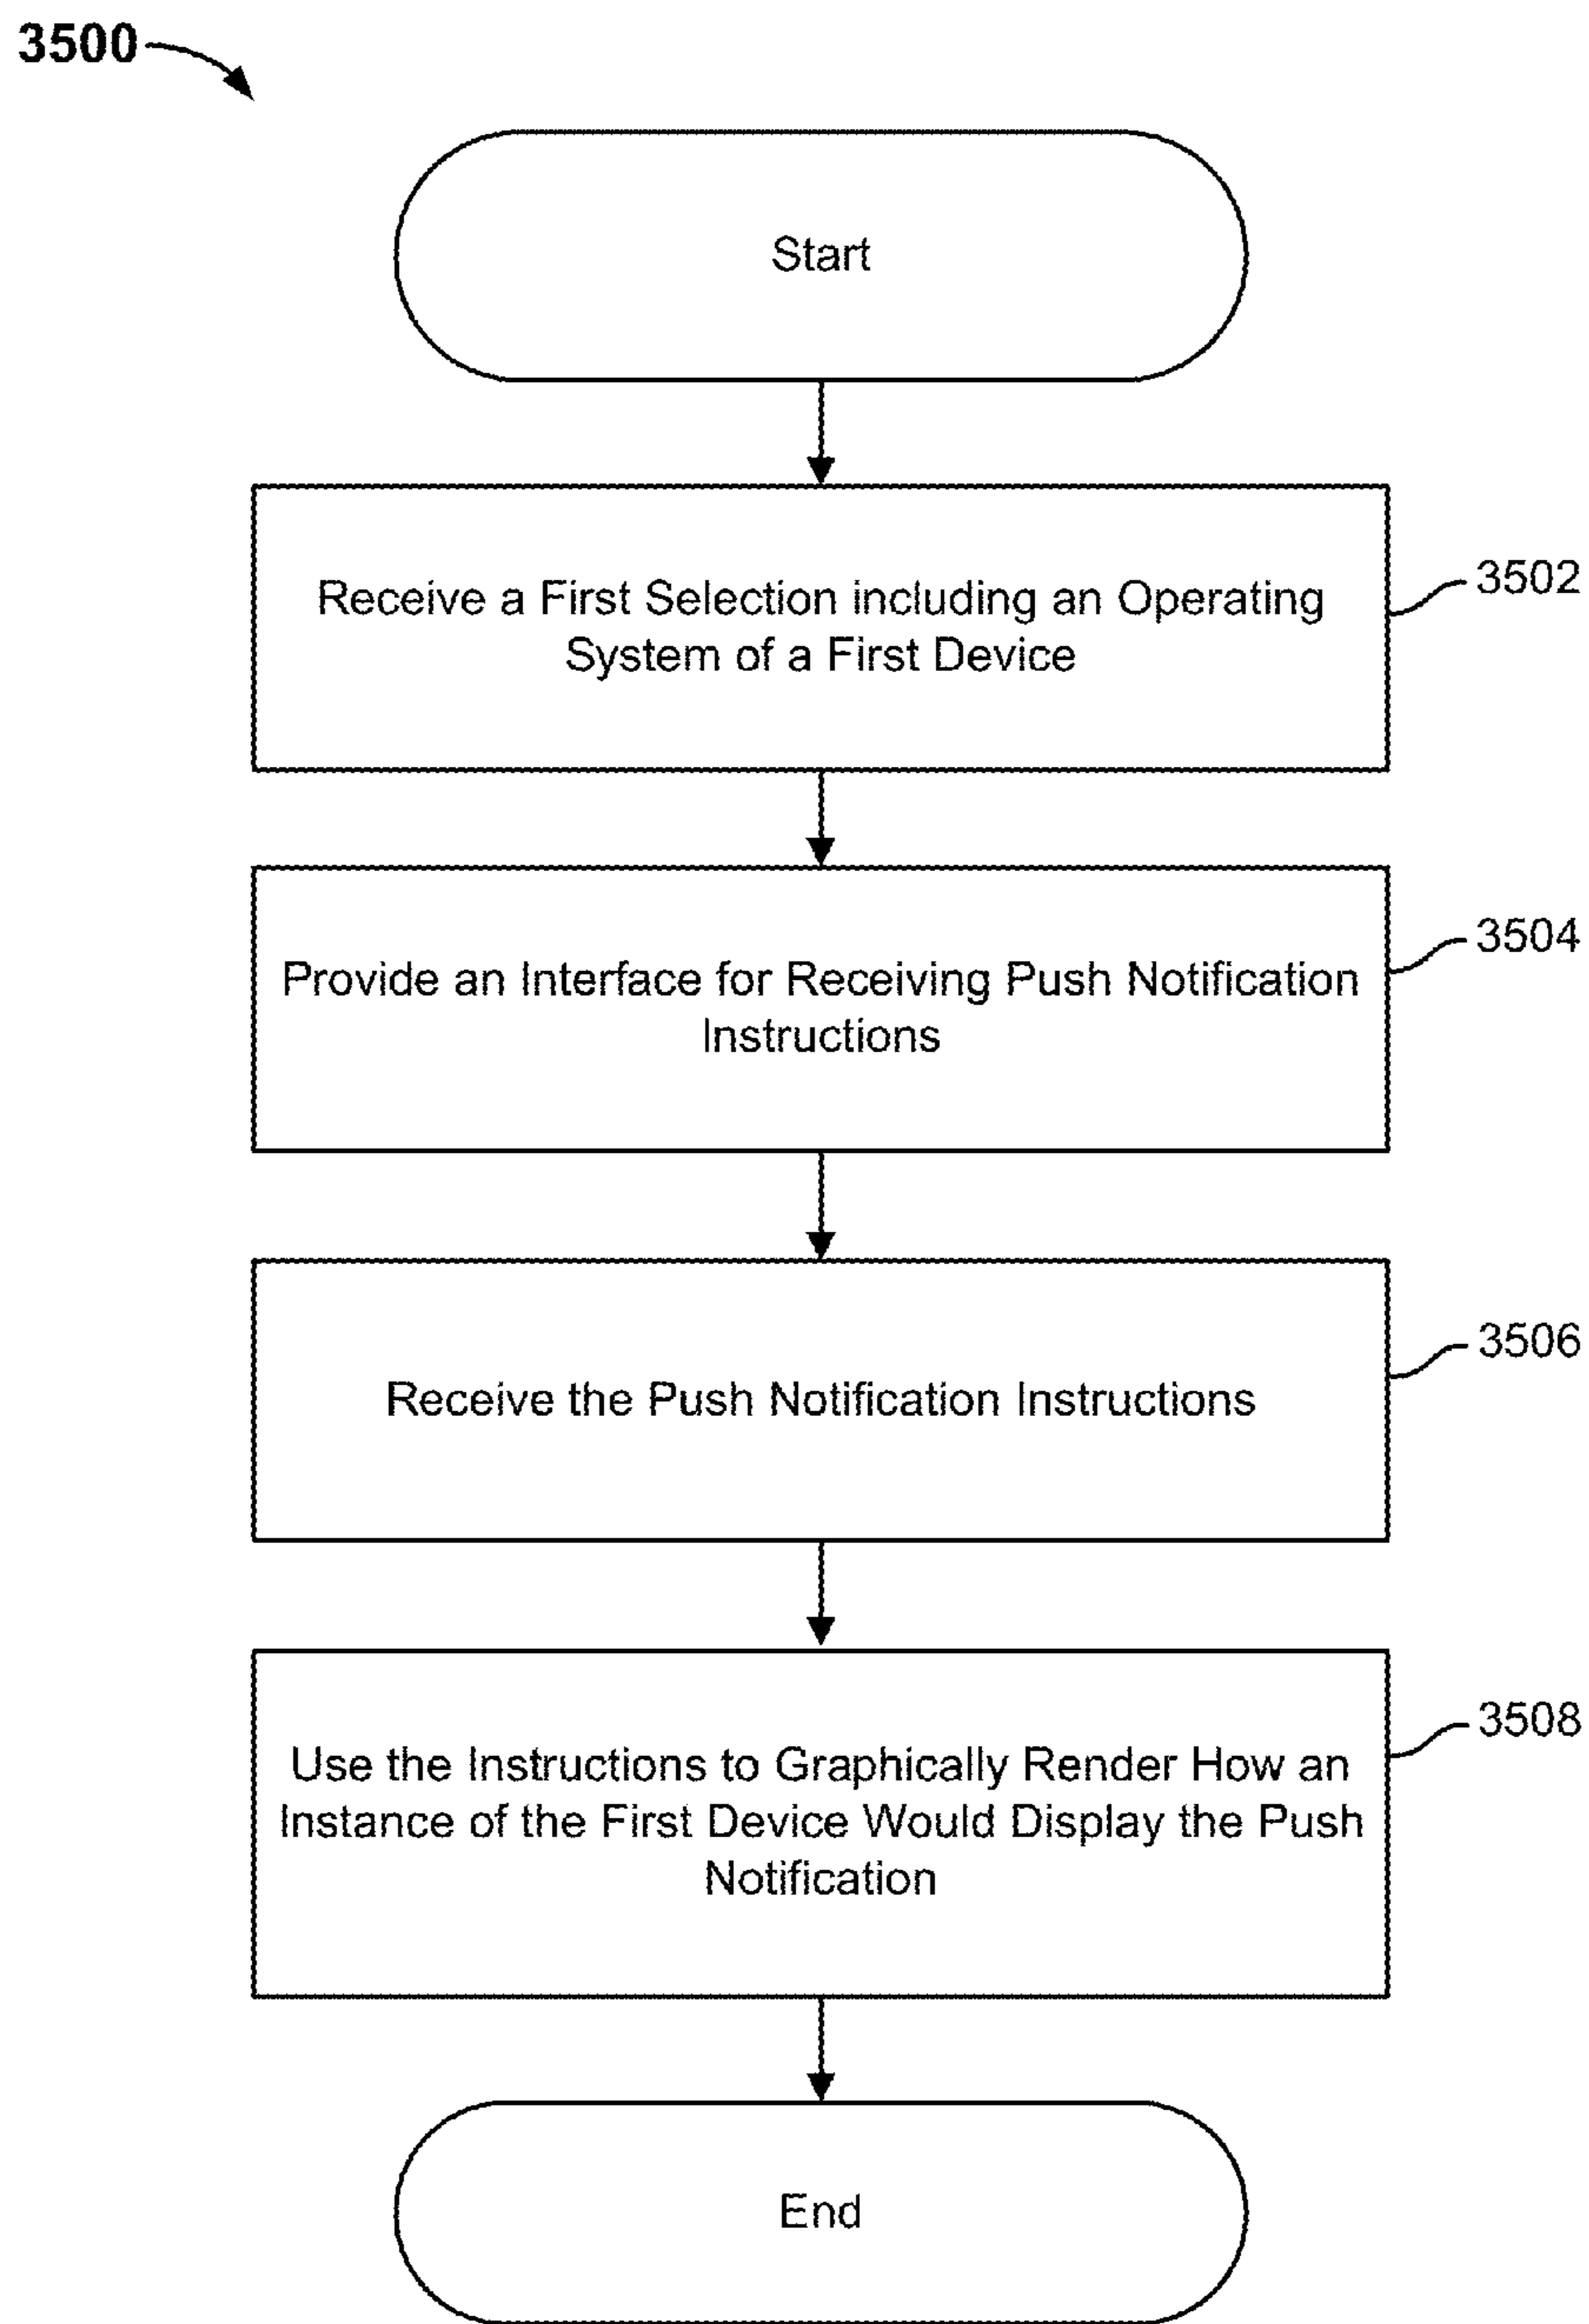 3500
Start
Receive a First Selection including an Operating
System of a First Device
3502
Provide an Interface for Receiving Push Notification
Instructions
3504
Receive the Push Notification Instructions
3506
Use the Instructions to Graphically Render How an
Instance of the First Device Would Display the Push
Notification
3508
End